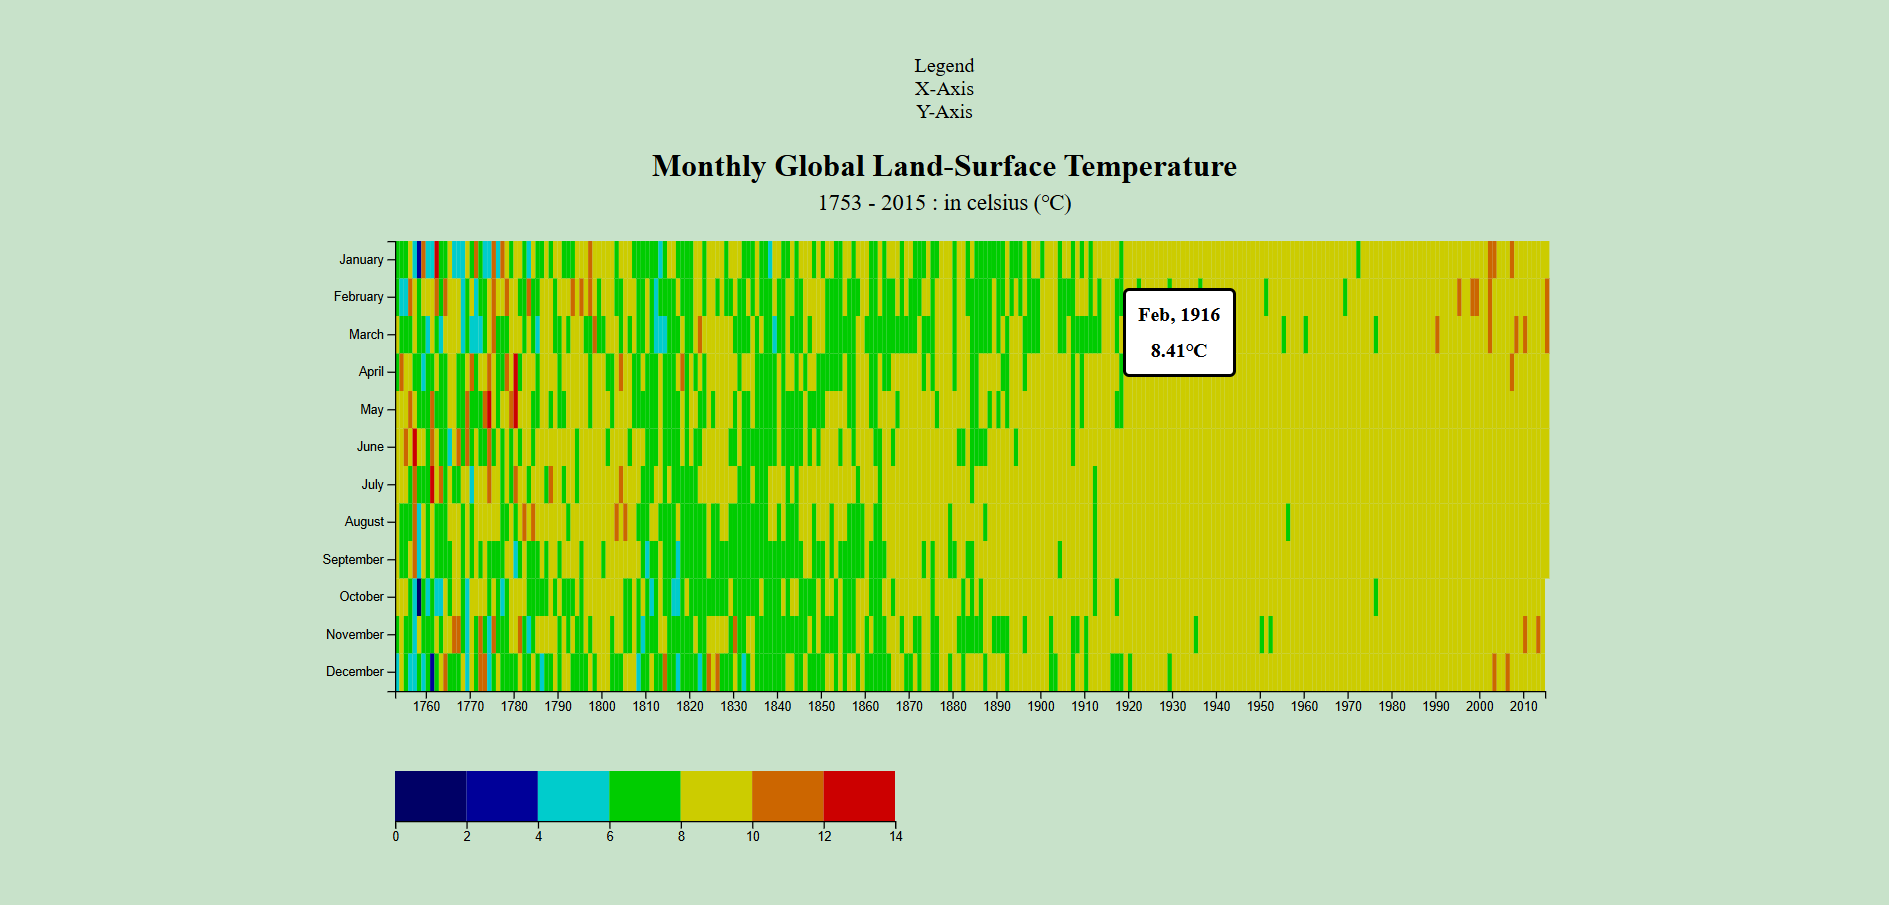 Legend
X-Axis
Y-Axis
Monthly Global Land-Surface Temperature
1753 - 2015 : in celsius (℃)
January
February
March
April
May
June
July
August
September
October
November
December
Feb, 1916
8.41℃
1760 1770 1780 1790 1800 1810 1820 1830 1840 1850 1860 1870 1880 1890 1900 1910 1920 1930 1940 1950 1960 1970 1980 1990 2000 2010
0 2 4 6 8 10 12 14